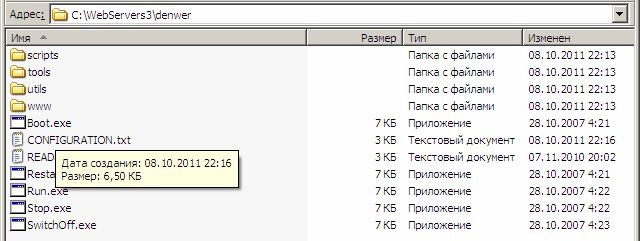 Адрес: C:\WebServers3\denwer
Имя Размер Тип Изменен
scripts Папка с файлами 08.10.2011 22:13
tools Папка с файлами 08.10.2011 22:13
utils Папка с файлами 08.10.2011 22:13
www Папка с файлами 08.10.2011 22:13
Boot.exe 7 КБ Приложение 28.10.2007 4:21
CONFIGURATION.txt 3 КБ Текстовый документ 08.10.2011 22:16
READ 3 КБ Текстовый документ 07.11.2010 20:02
Дата создания: 08.10.2011 22:16
Размер: 6,50 КБ
Resta 7 КБ Приложение 28.10.2007 4:21
Run.exe 7 КБ Приложение 28.10.2007 4:22
Stop.exe 7 КБ Приложение 28.10.2007 4:22
SwitchOff.exe 7 КБ Приложение 28.10.2007 4:23